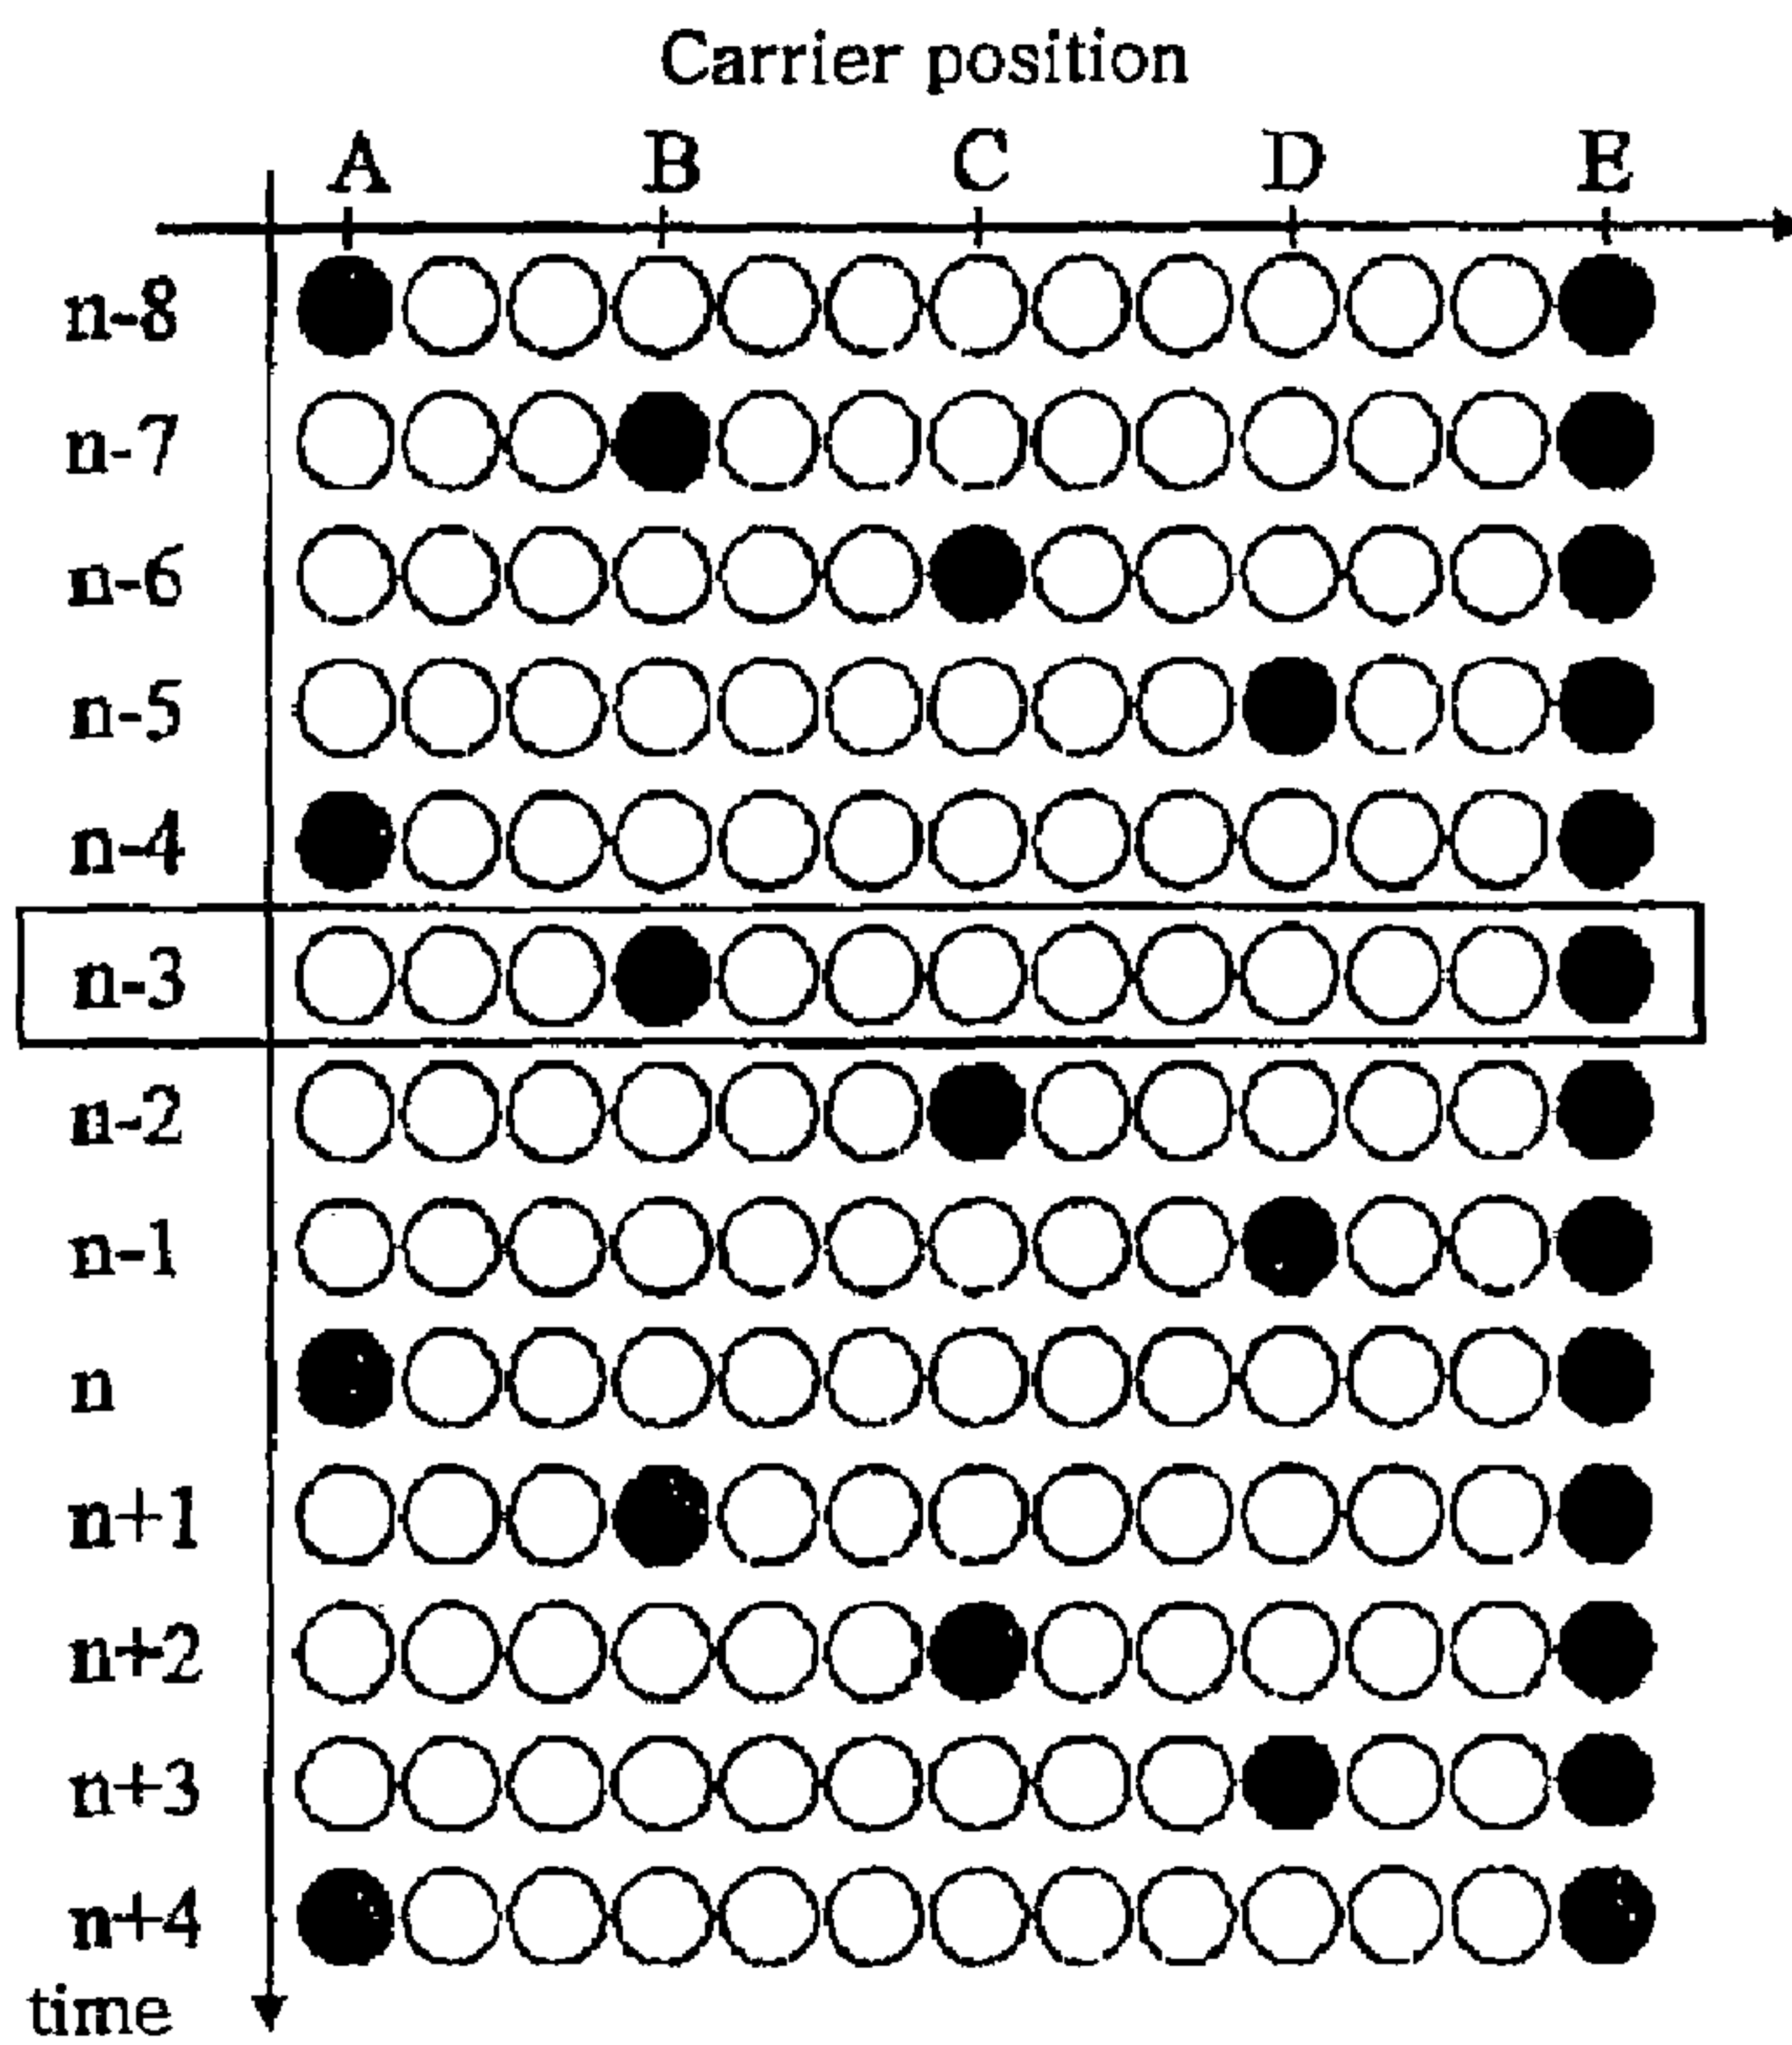 Carrier position
A B C D E
n-8
n-7
n-6
n-5
n-4
n-3
n-2
n-1
n
n+1
n+2
n+3
n+4
time